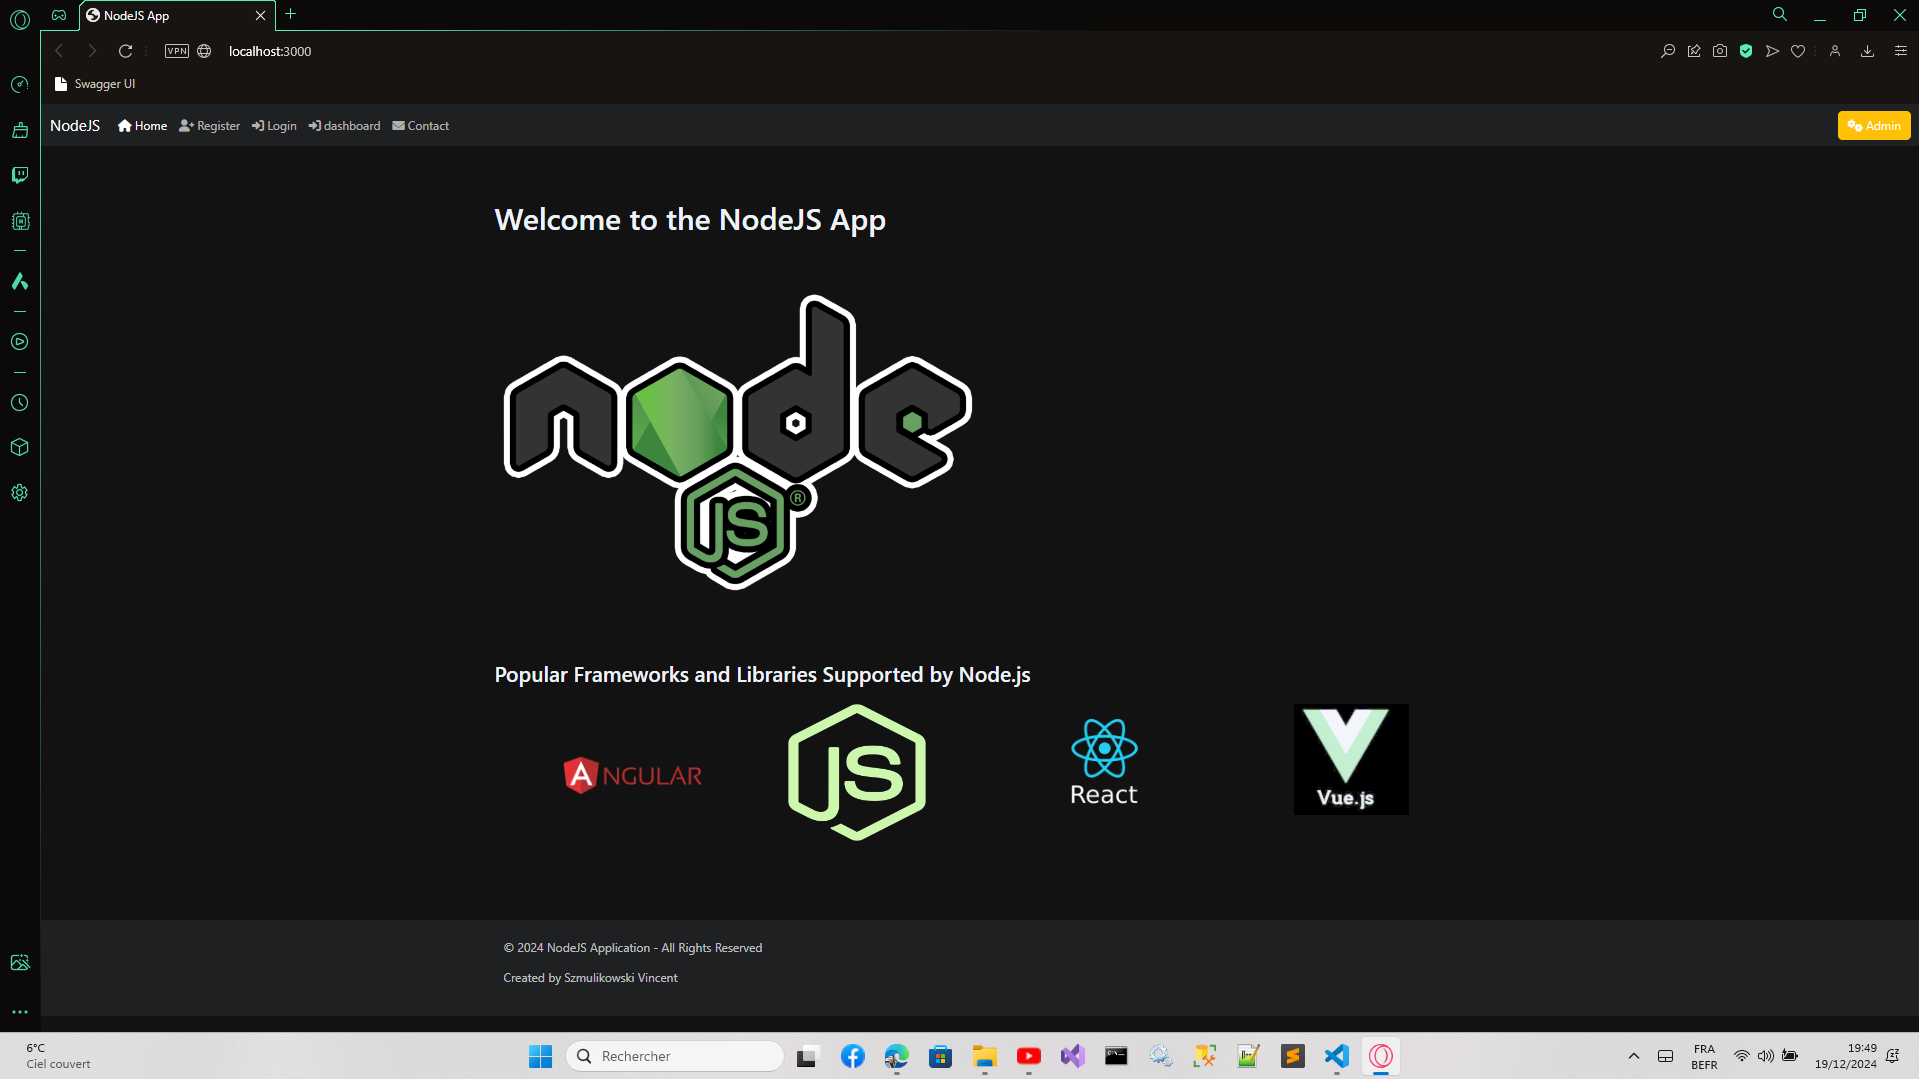 NodeJS App
VPN
localhost:3000
Swagger UI
NodeJS Home Register Login dashboard Contact Admin
Welcome to the NodeJS App
node
JS ®
Popular Frameworks and Libraries Supported by Node.js
ANGULAR
JS
React
Vue.js
© 2024 NodeJS Application - All Rights Reserved
Created by Szmulikowski Vincent
6°C
Ciel couvert
Rechercher
FRA
BEFR
19:49
19/12/2024